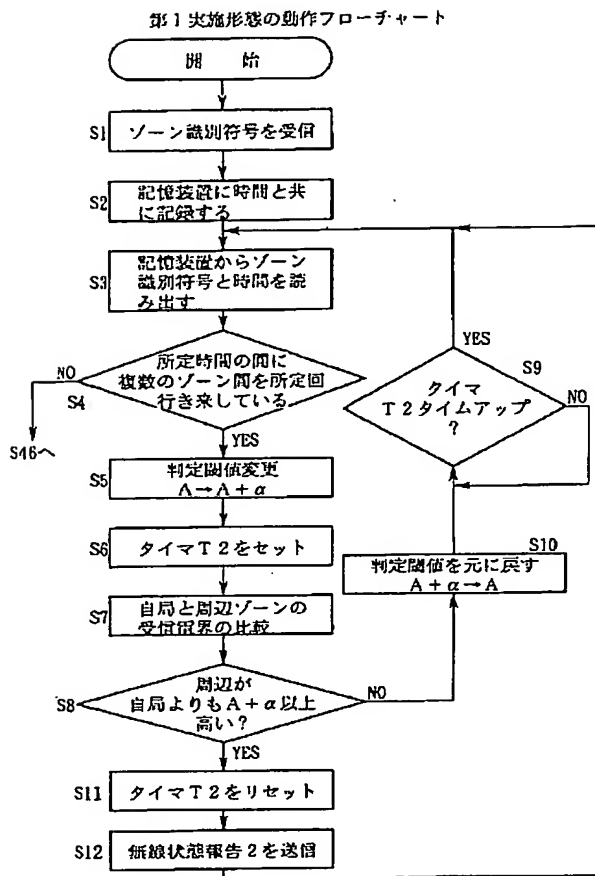 第1実施形態の動作フローチャート
開 始
S1
ゾーン識別符号を受信
S2
記憶装置に時間と共
に記録する
S3
記憶装置からゾーン
識別符号と時間を読
み出す
NO
S4
所定時間の間に
複数のゾーン間を所定回
行き来している
S46へ
YES
S5
判定閾値変更
A→A+α
S6
タイマT2をセット
S7
自局と周辺ゾーンの
受信電界の比較
S8
周辺が
自局よりもA+α以上
高い?
NO
YES
S11
タイマT2をリセット
S12
無線状態報告2を送信
YES
S9
タイマ
T2タイムアップ
?
NO
S10
判定閾値を元に戻す
A+α→A